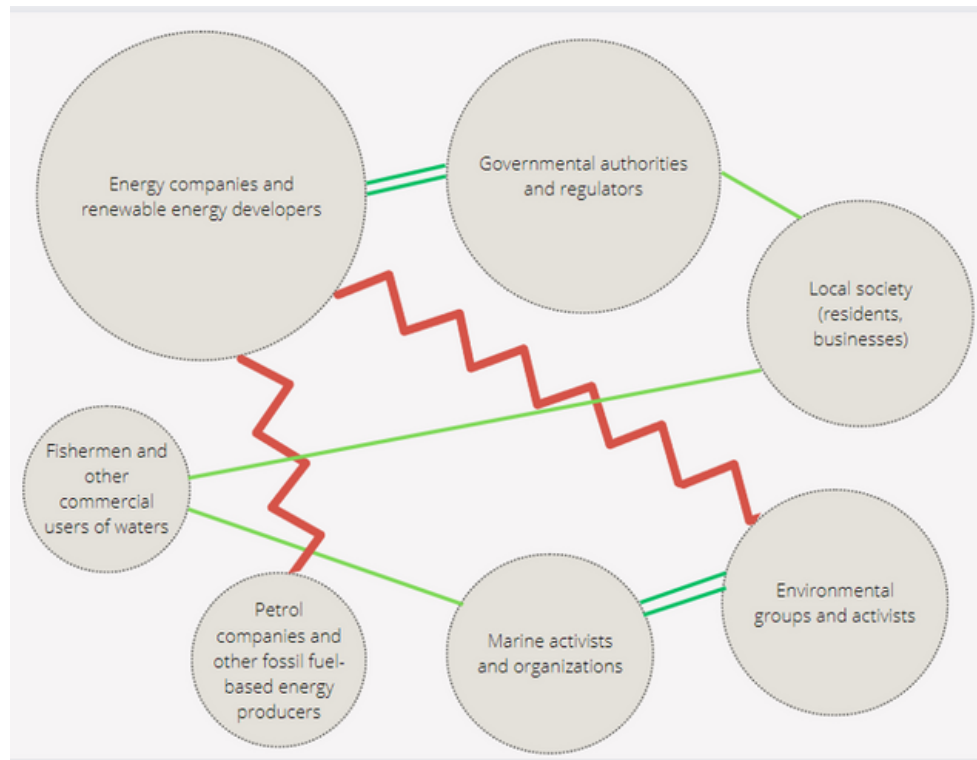 Energy companies and
renewable energy developers
Governmental authorities
and regulators
Local society
(residents,
businesses)
Fishermen and
other
commercial
users of waters
Petrol
companies and
other fossil fuel-
based energy
producers
Marine activists
and organizations
Environmental
groups and activists